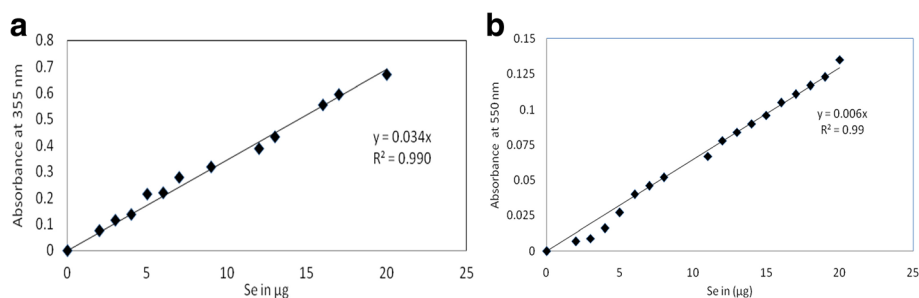 a
0.8
0.7
0.6
0.5
0.4
0.3
0.2
0.1
0
Absorbance at 355 nm
y = 0.034x
R² = 0.990
0 5 10 15 20 25
Se in µg
b
0.15
0.125
0.1
0.075
0.05
0.025
0
Absorbance at 550 nm
y = 0.006x
R² = 0.99
0 5 10 15 20 25
Se in (µg)